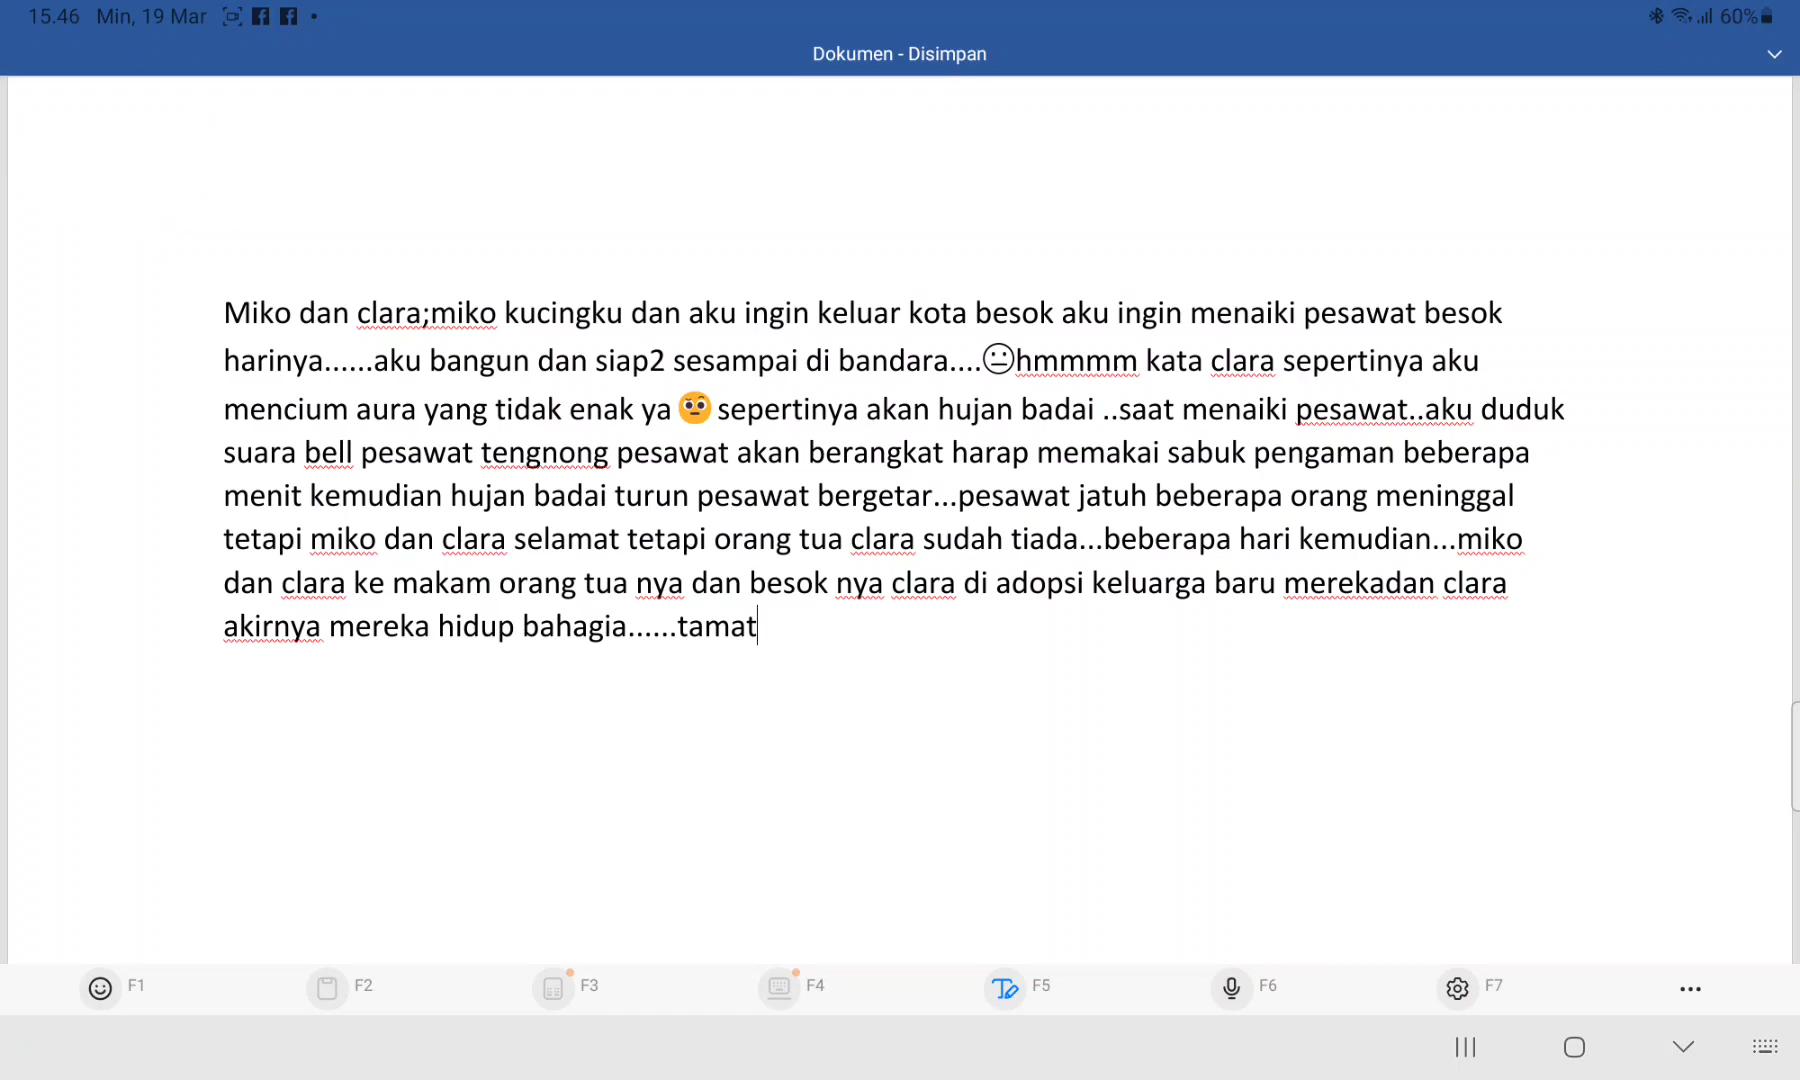 15.46 Min, 19 Mar
60%
Dokumen - Disimpan
Miko dan clara;miko kucingku dan aku ingin keluar kota besok aku ingin menaiki pesawat besok
harinya......aku bangun dan siap2 sesampai di bandara....😐hmmmm kata clara sepertinya aku
mencium aura yang tidak enak ya 🤨 sepertinya akan hujan badai ..saat menaiki pesawat..aku duduk
suara bell pesawat tengnong pesawat akan berangkat harap memakai sabuk pengaman beberapa
menit kemudian hujan badai turun pesawat bergetar...pesawat jatuh beberapa orang meninggal
tetapi miko dan clara selamat tetapi orang tua clara sudah tiada...beberapa hari kemudian...miko
dan clara ke makam orang tua nya dan besok nya clara di adopsi keluarga baru merekadan clara
akirnya mereka hidup bahagia......tamat
F1 F2 F3 F4 F5 F6 F7